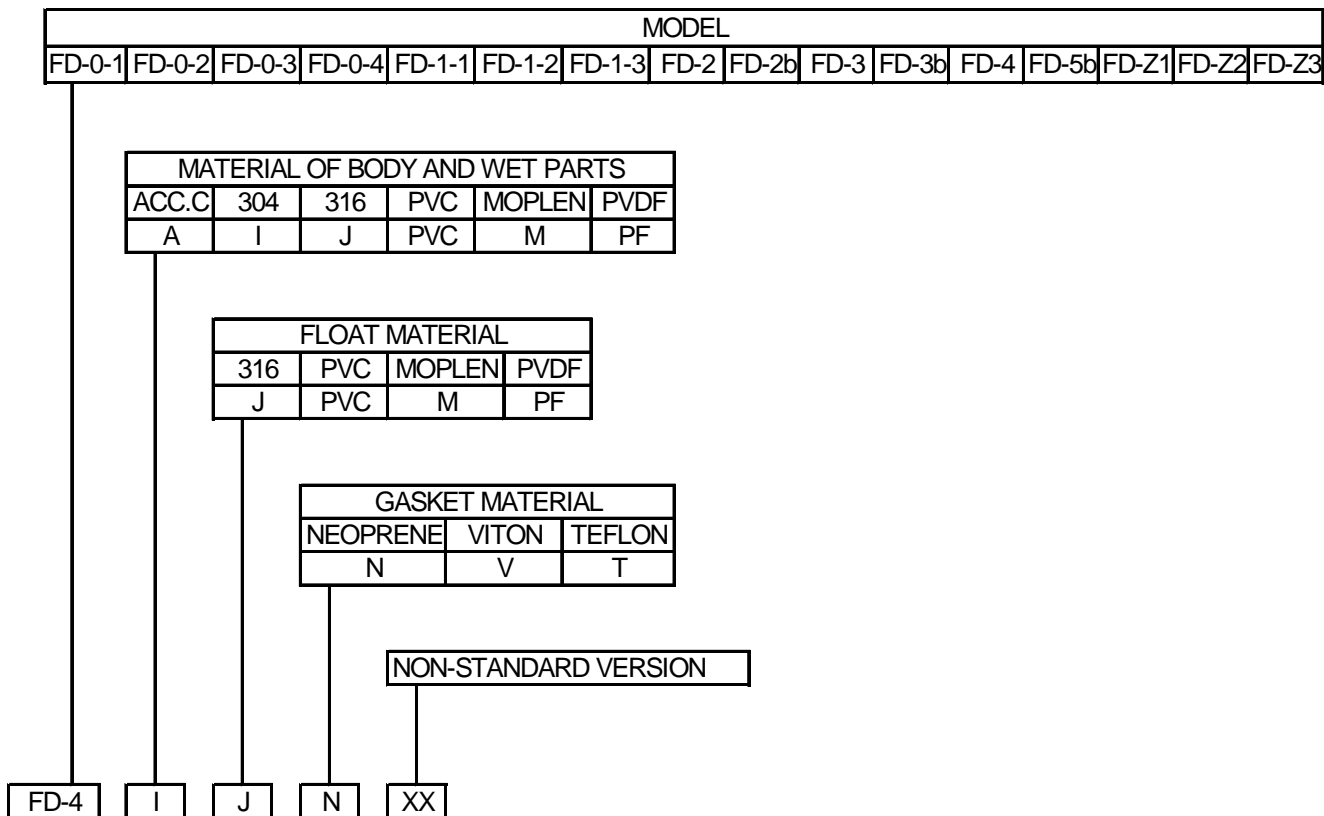 MODEL
FD-0-1 FD-0-2 FD-0-3 FD-0-4 FD-1-1 FD-1-2 FD-1-3 FD-2 FD-2b FD-3 FD-3b FD-4 FD-5b FD-Z1 FD-Z2 FD-Z3
MATERIAL OF BODY AND WET PARTS
ACC.C 304 316 PVC MOPLEN PVDF
A I J PVC M PF
FLOAT MATERIAL
316 PVC MOPLEN PVDF
J PVC M PF
GASKET MATERIAL
NEOPRENE VITON TEFLON
N V T
NON-STANDARD VERSION
FD-4 I J N XX